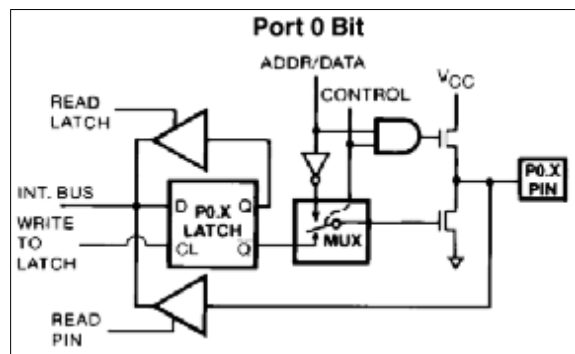 Port 0 Bit
ADDR/DATA
CONTROL
VCC
READ
LATCH
INT. BUS
WRITE
TO
LATCH
D
Q
P0.X
LATCH
CL
Q̅
MUX
P0.X
PIN
READ
PIN